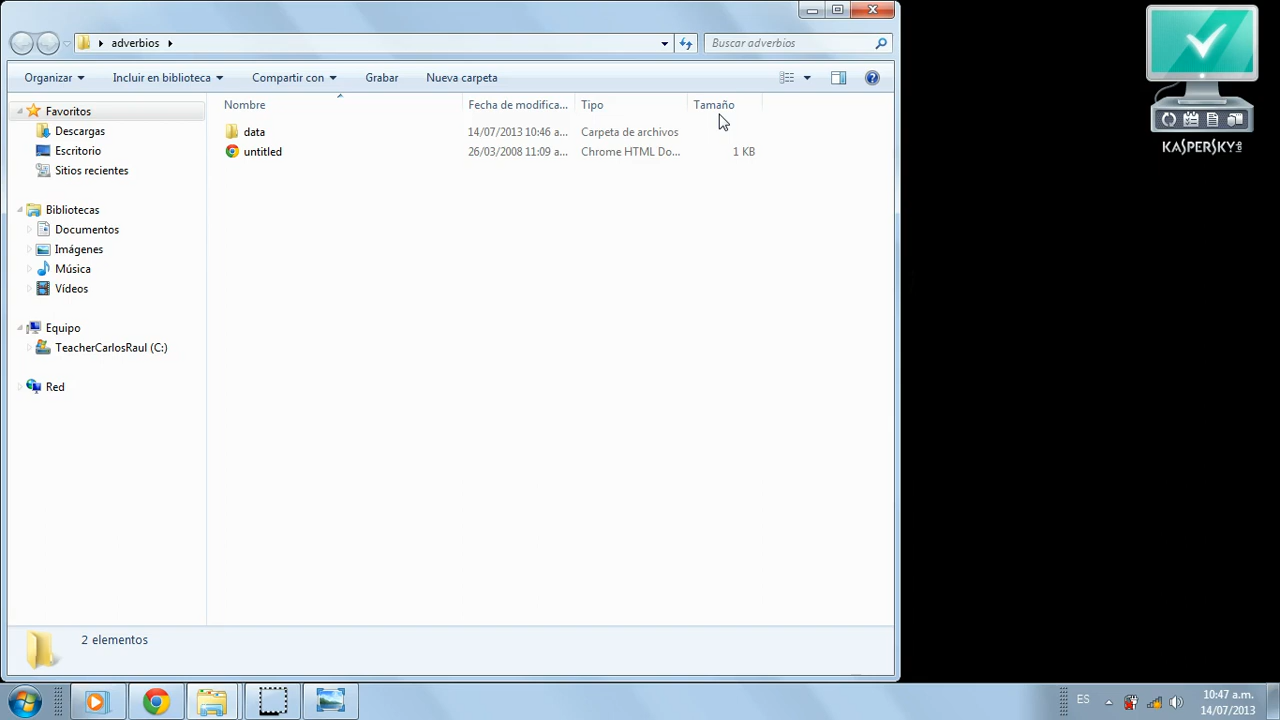 adverbios
Buscar adverbios
Organizar
Incluir en biblioteca
Compartir con
Grabar
Nueva carpeta
Nombre
Fecha de modifica...
Tipo
Tamaño
data
14/07/2013 10:46 a...
Carpeta de archivos
untitled
26/03/2008 11:09 a...
Chrome HTML Do...
1 KB
Favoritos
Descargas
Escritorio
Sitios recientes
Bibliotecas
Documentos
Imágenes
Música
Vídeos
Equipo
TeacherCarlosRaul (C:)
Red
2 elementos
KASPERSKY
ES
10:47 a.m.
14/07/2013